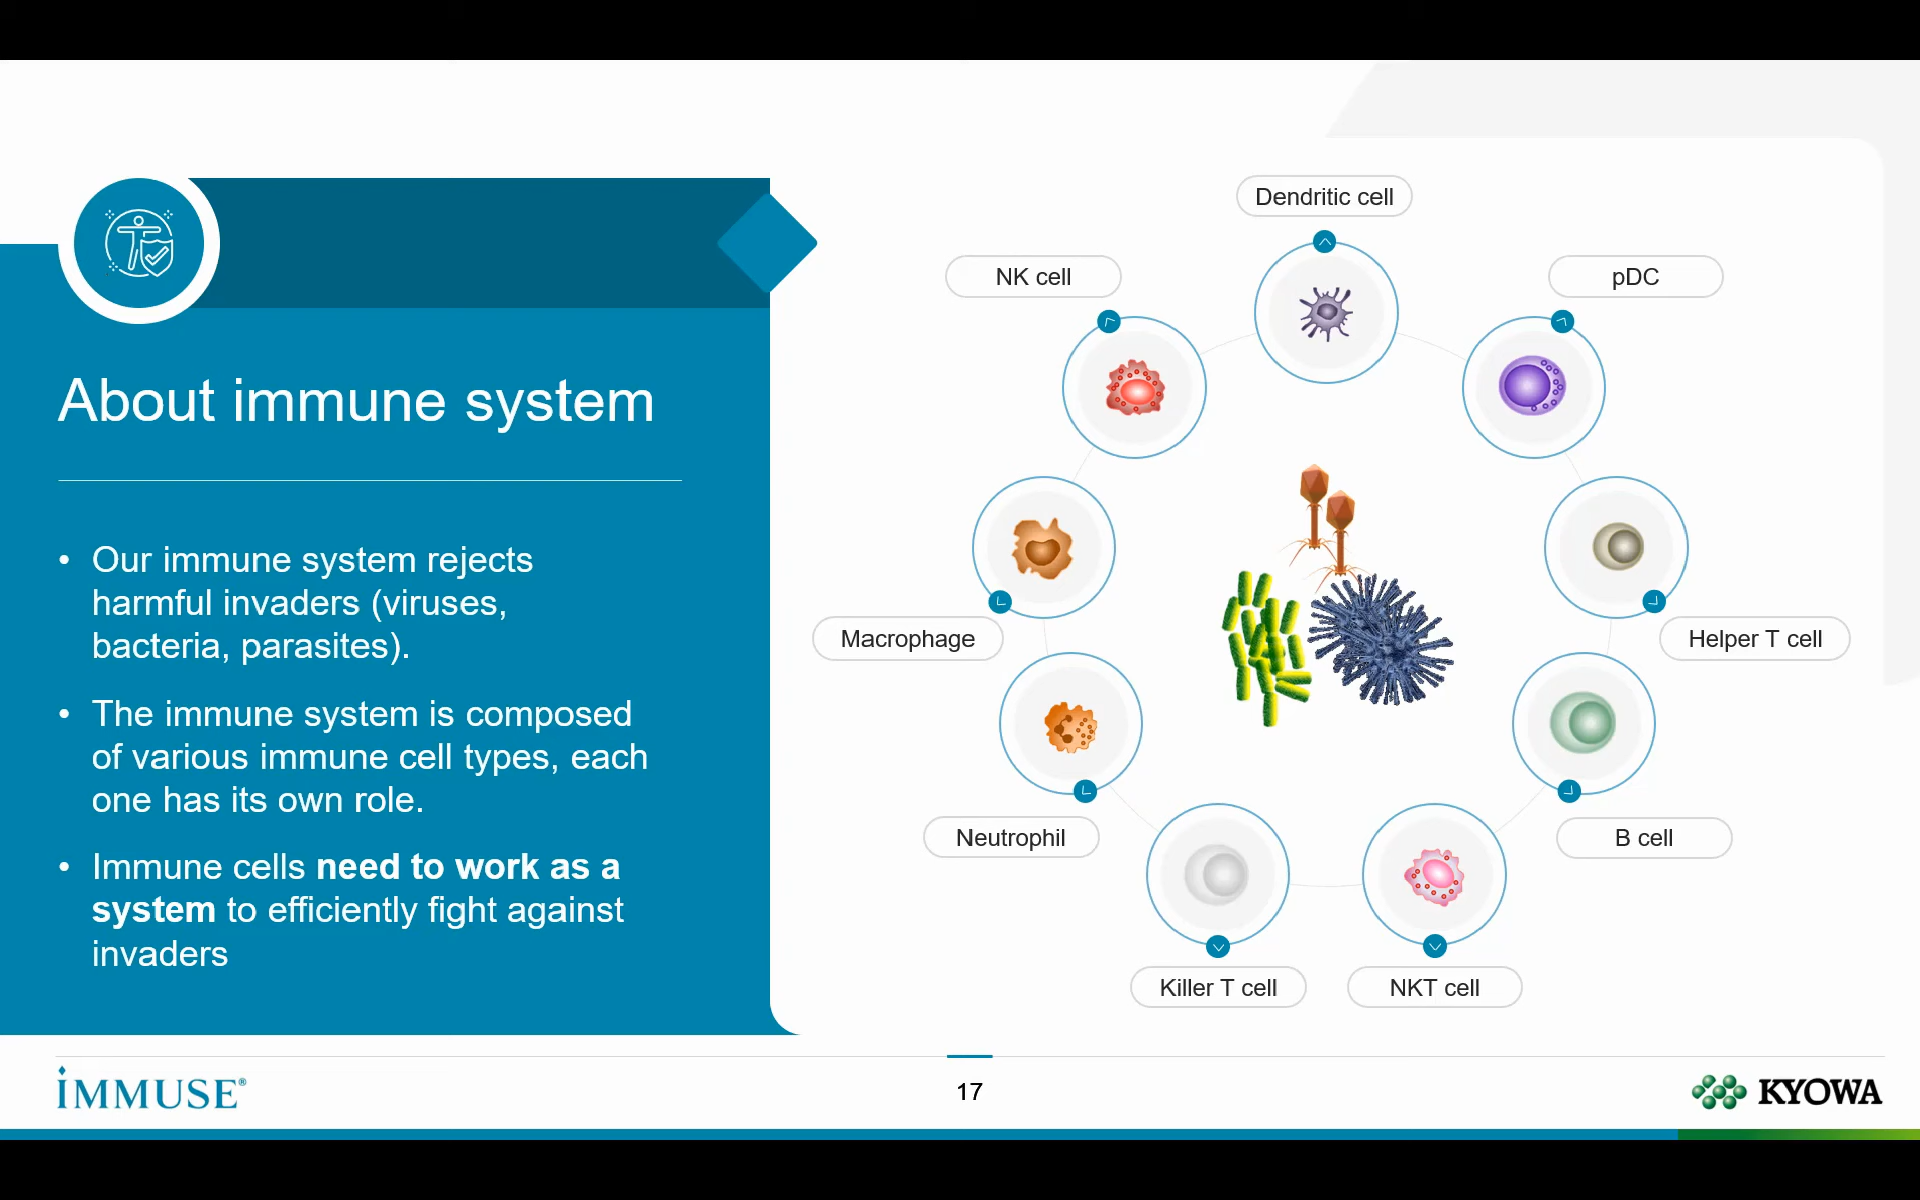 About immune system
• Our immune system rejects
harmful invaders (viruses,
bacteria, parasites).
• The immune system is composed
of various immune cell types, each
one has its own role.
• Immune cells need to work as a
system to efficiently fight against
invaders
Dendritic cell
NK cell
pDC
Macrophage
Helper T cell
Neutrophil
B cell
Killer T cell
NKT cell
iMMUSE®
17
KYOWA